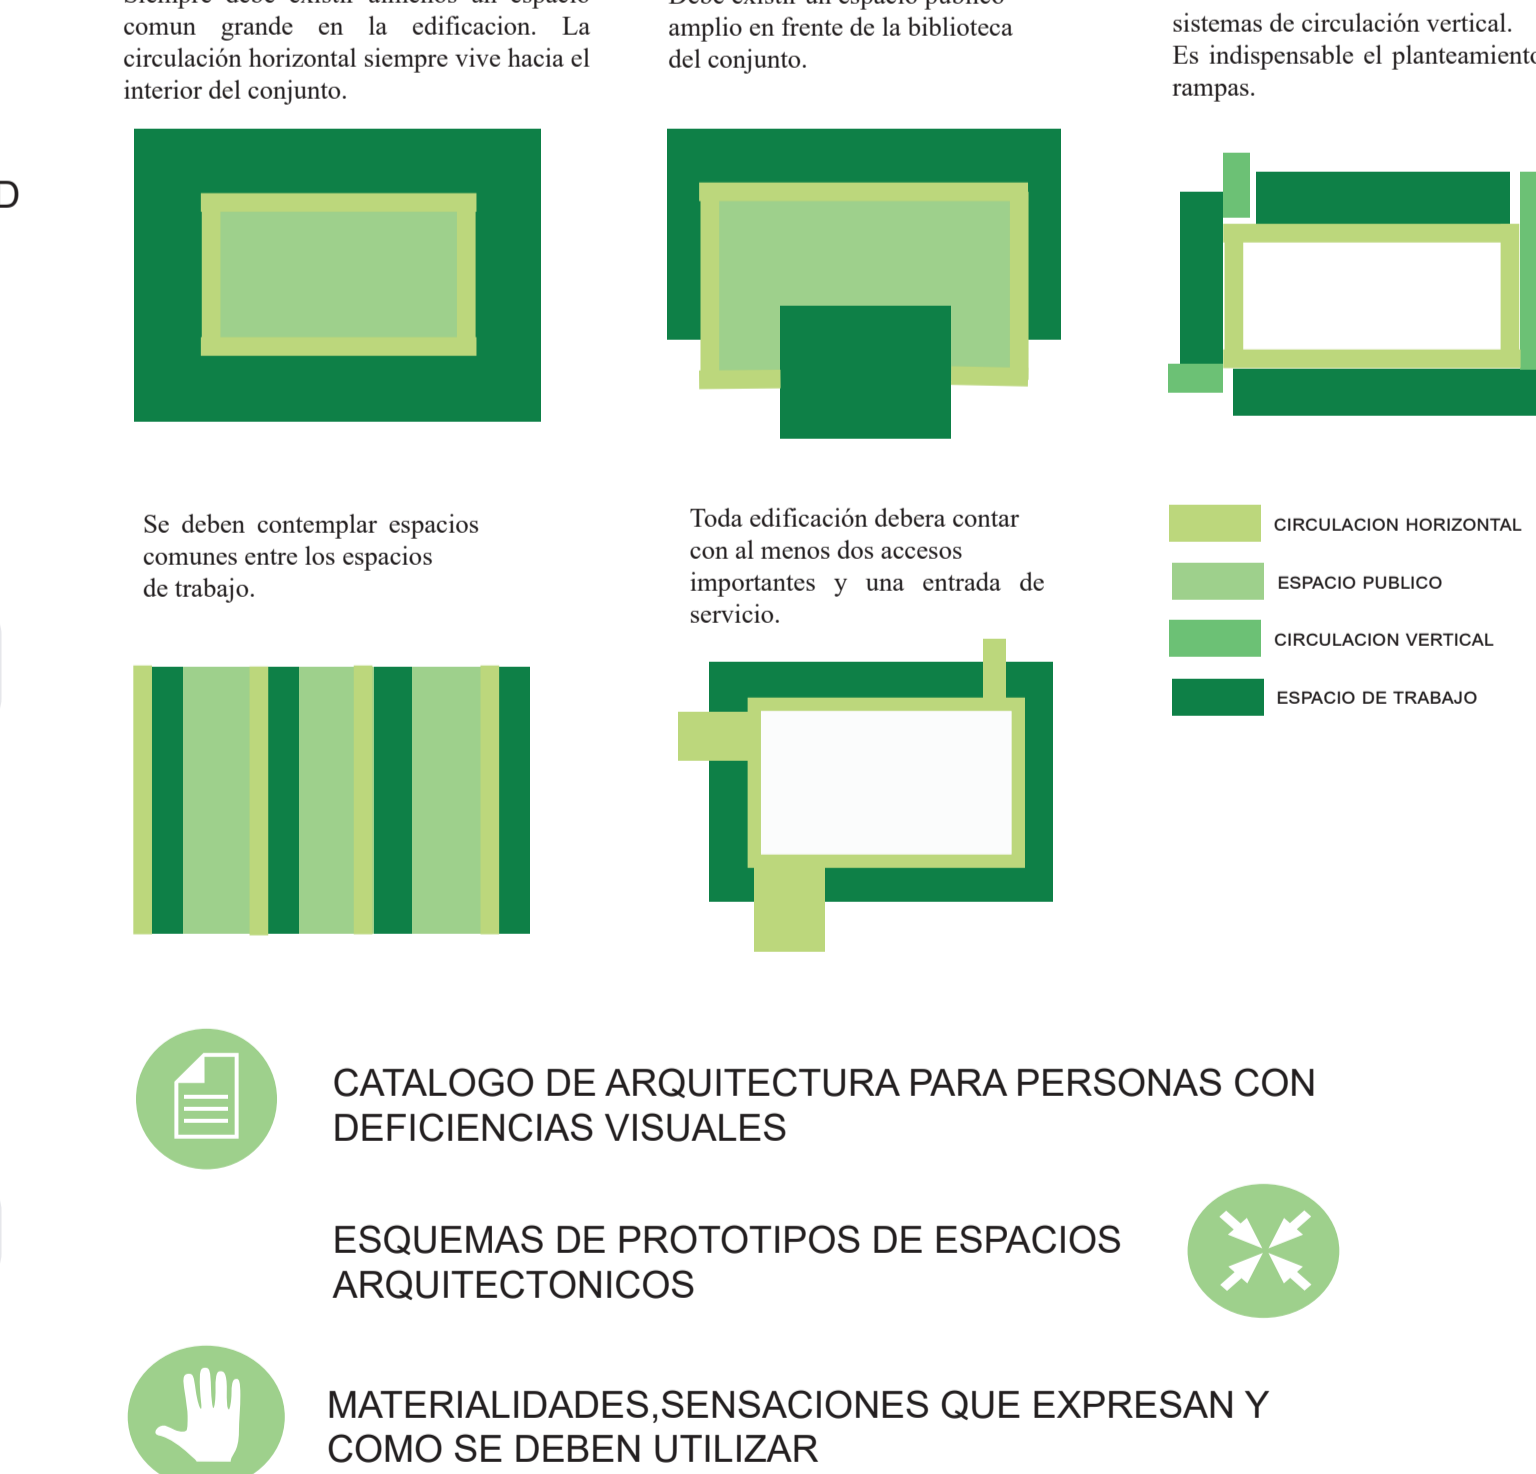 comun grande en la edificacion. La
circulación horizontal siempre vive hacia el
interior del conjunto.
amplio en frente de la biblioteca
del conjunto.
sistemas de circulación vertical.
Es indispensable el planteamiento
rampas.
D
Se deben contemplar espacios
comunes entre los espacios
de trabajo.
Toda edificación debera contar
con al menos dos accesos
importantes y una entrada de
servicio.
CIRCULACION HORIZONTAL
ESPACIO PUBLICO
CIRCULACION VERTICAL
ESPACIO DE TRABAJO
CATALOGO DE ARQUITECTURA PARA PERSONAS CON
DEFICIENCIAS VISUALES
ESQUEMAS DE PROTOTIPOS DE ESPACIOS
ARQUITECTONICOS
MATERIALIDADES,SENSACIONES QUE EXPRESAN Y
COMO SE DEBEN UTILIZAR